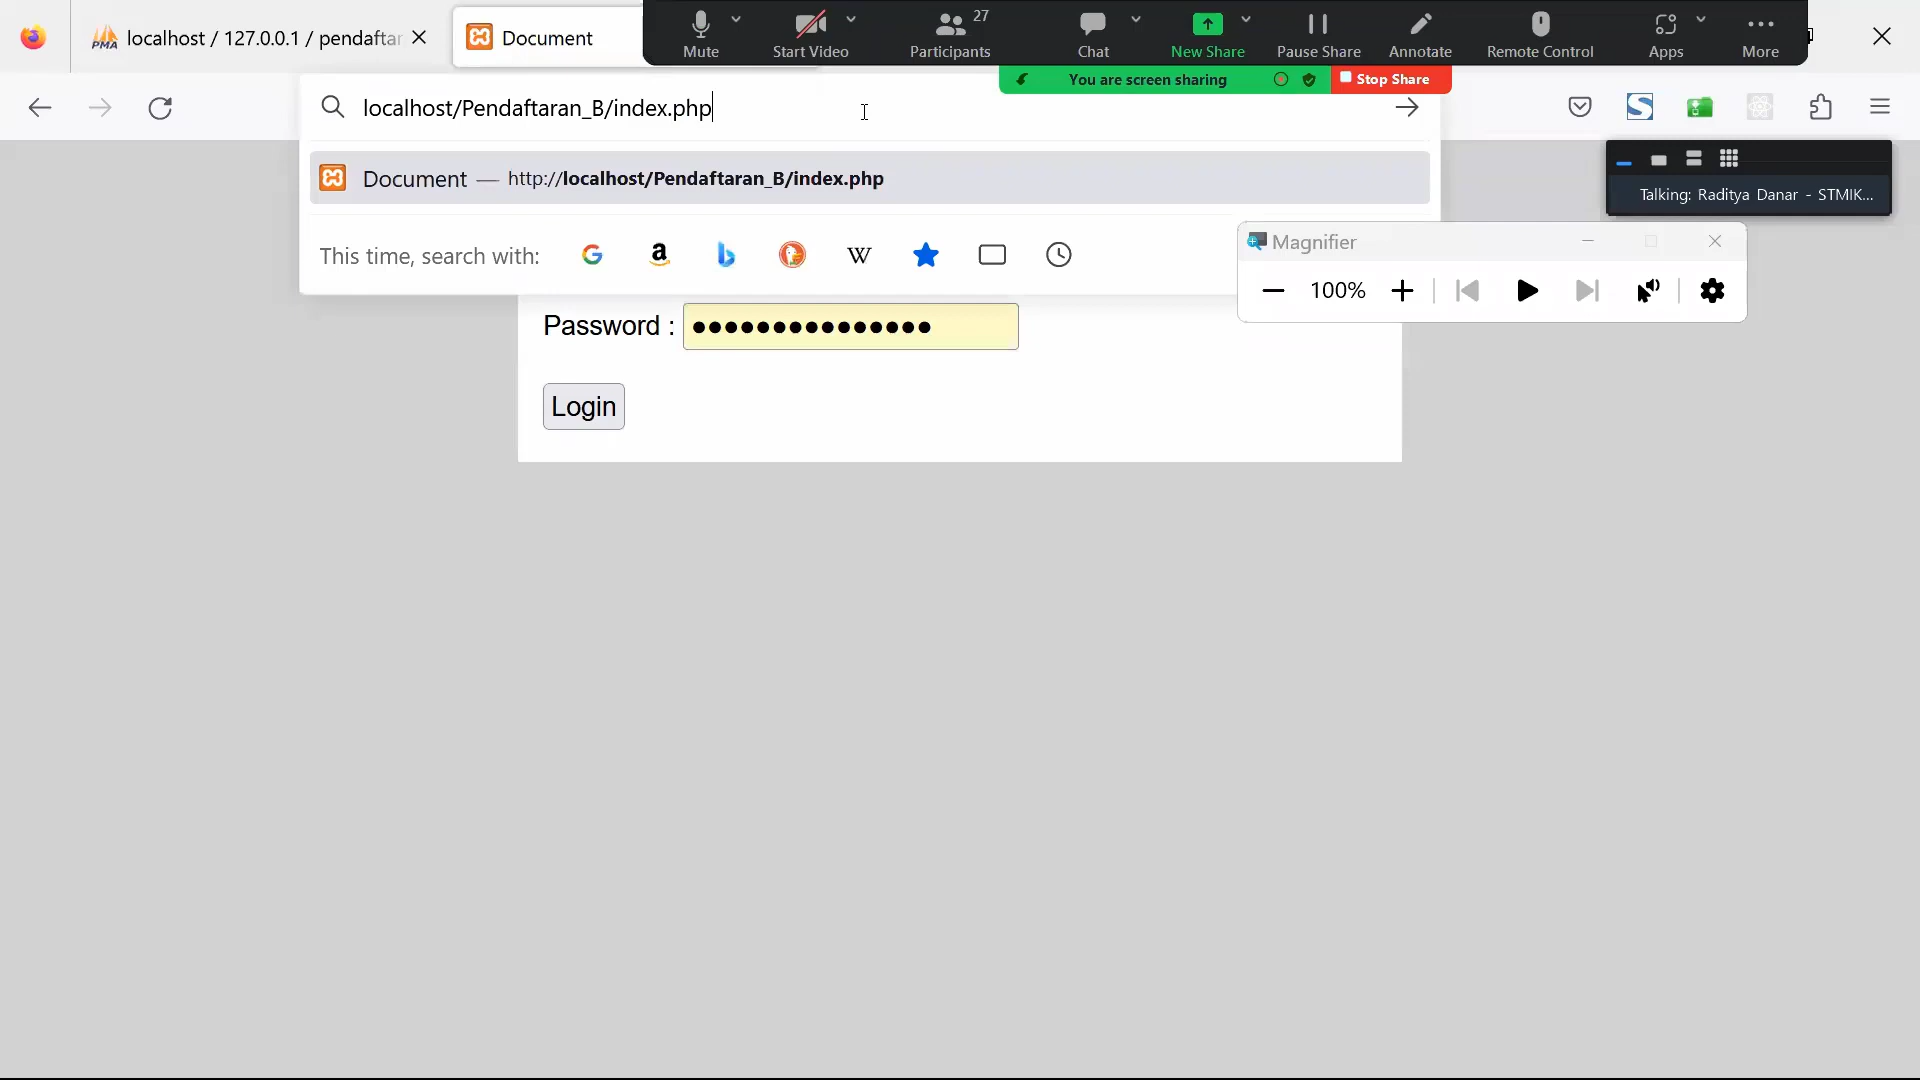 localhost / 127.0.0.1 / pendaftar
Document
Mute
Start Video
Participants
27
Chat
New Share
Pause Share
Annotate
Remote Control
Apps
More
You are screen sharing
Stop Share
localhost/Pendaftaran_B/index.php
Document — http://localhost/Pendaftaran_B/index.php
Talking: Raditya Danar - STMIK...
This time, search with:
Magnifier
100%
Password :
Login